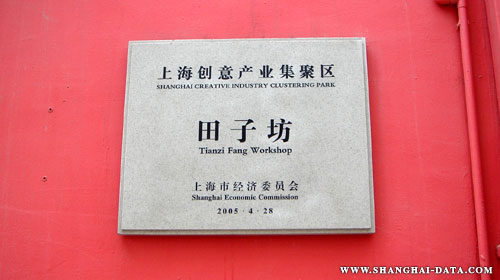 上海创意产业集聚区
SHANGHAI CREATIVE INDUSTRY CLUSTERING PARK
田子坊
Tianzi Fang Workshop
上海市经济委员会
Shanghai Economic Commission
2005·4·28
WWW.SHANGHAI-DATA.COM